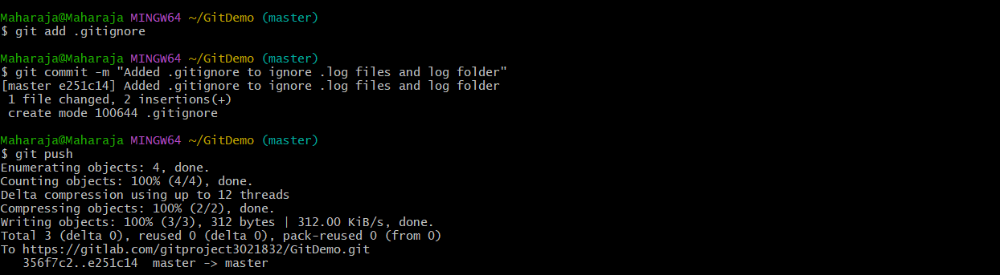 Maharaja@Maharaja MINGW64 ~/GitDemo (master)
$ git add .gitignore
Maharaja@Maharaja MINGW64 ~/GitDemo (master)
$ git commit -m "Added .gitignore to ignore .log files and log folder"
[master e251c14] Added .gitignore to ignore .log files and log folder
 1 file changed, 2 insertions(+)
 create mode 100644 .gitignore
Maharaja@Maharaja MINGW64 ~/GitDemo (master)
$ git push
Enumerating objects: 4, done.
Counting objects: 100% (4/4), done.
Delta compression using up to 12 threads
Compressing objects: 100% (2/2), done.
Writing objects: 100% (3/3), 312 bytes | 312.00 KiB/s, done.
Total 3 (delta 0), reused 0 (delta 0), pack-reused 0 (from 0)
To https://gitlab.com/gitproject3021832/GitDemo.git
   356f7c2..e251c14  master -> master